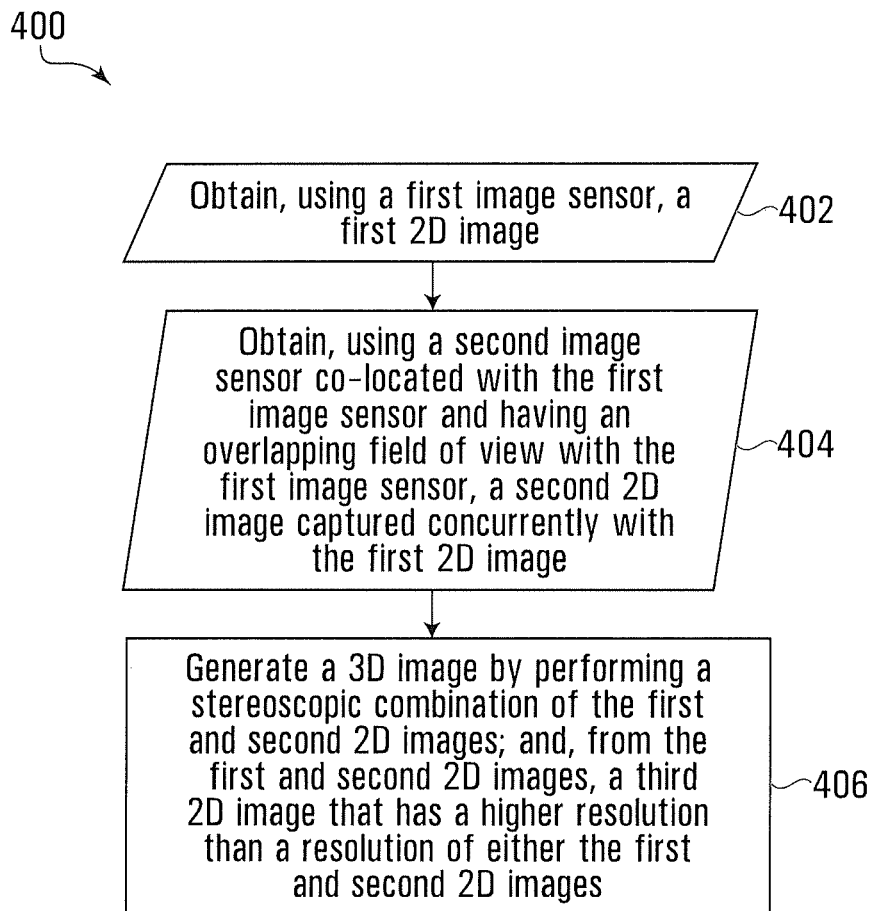 400
Obtain, using a first image sensor, a
first 2D image
402
Obtain, using a second image
sensor co-located with the first
image sensor and having an
overlapping field of view with the
first image sensor, a second 2D
image captured concurrently with
the first 2D image
404
Generate a 3D image by performing a
stereoscopic combination of the first
and second 2D images; and, from the
first and second 2D images, a third
2D image that has a higher resolution
than a resolution of either the first
and second 2D images
406